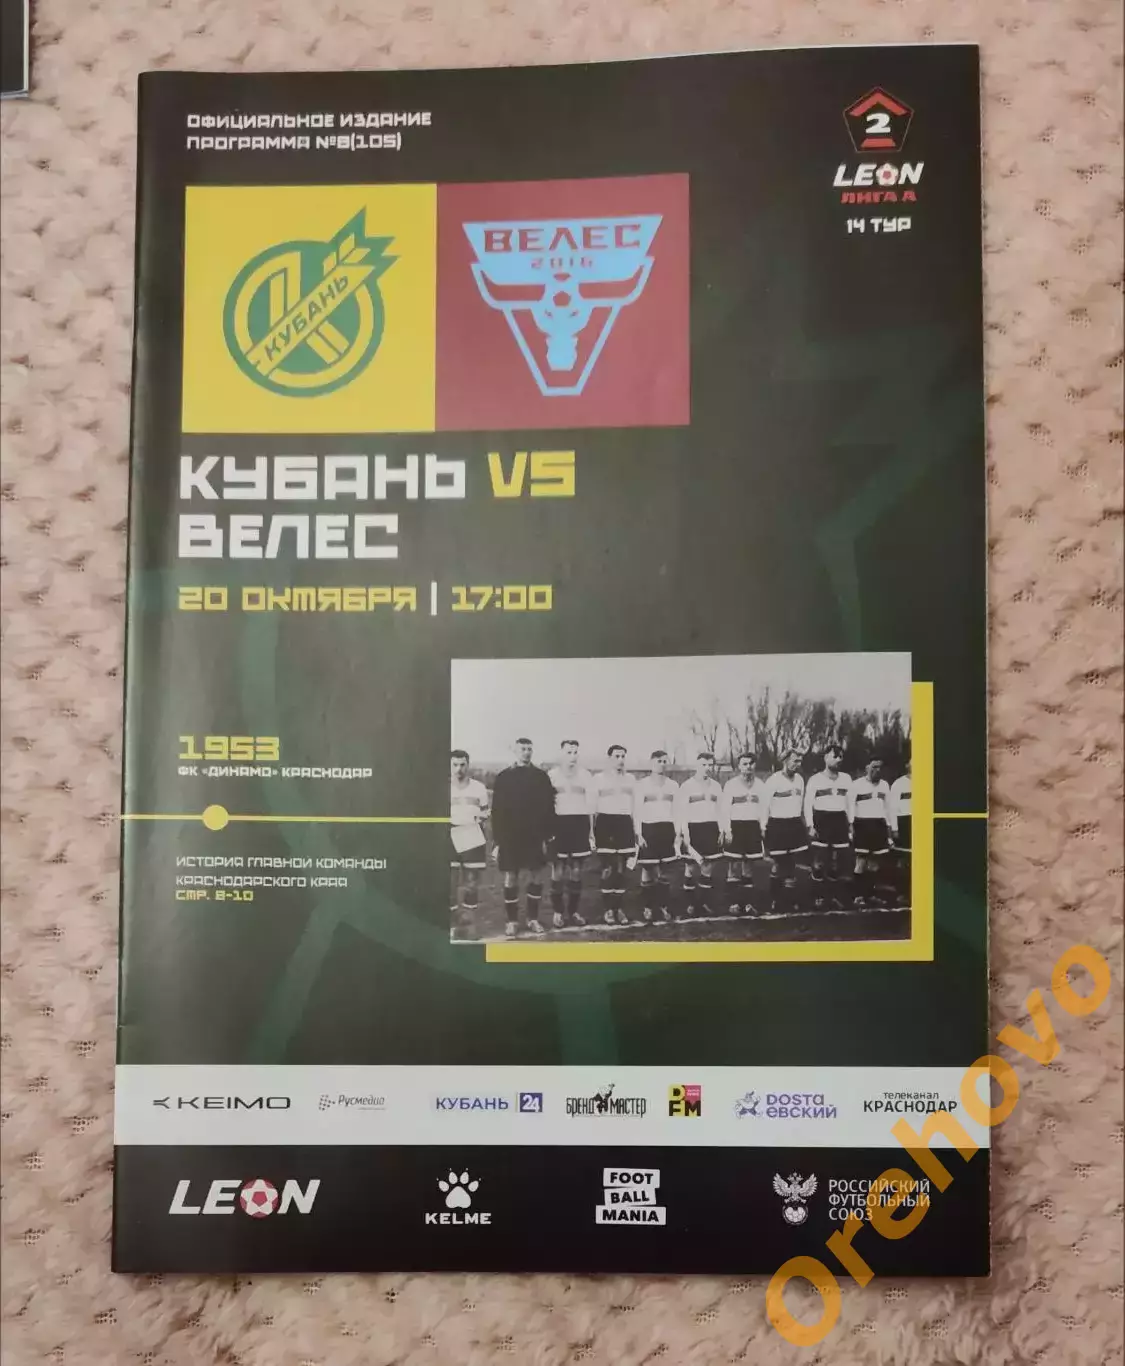 ОФИЦИАЛЬНОЕ ИЗДАНИЕ
ПРОГРАММА №8(105)
2
LEON
ЛИГА А
14 ТУР
КУБАНЬ
ВЕЛЕС
2016
КУБАНЬ VS
ВЕЛЕС
20 ОКТЯБРЯ | 17:00
1953
ФК «ДИНАМО» КРАСНОДАР
ИСТОРИЯ ГЛАВНОЙ КОМАНДЫ
КРАСНОДАРСКОГО КРАЯ
СТР. 8-10
KEIMO
Русмедиа
КУБАНЬ 24
БРЕНД МАСТЕР
DOSTA
ЕВСКИЙ
ТЕЛЕКАНАЛ
КРАСНОДАР
LEON
KELME
FOOT
BALL
MANIA
РОССИЙСКИЙ
ФУТБОЛЬНЫЙ
СОЮЗ
Orehovo